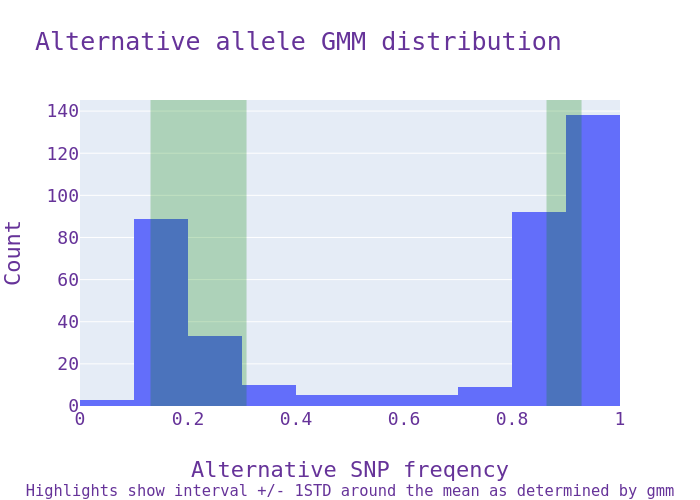 Alternative allele GMM distribution
140
120
100
80
60
40
20
0
0 0.2 0.4 0.6 0.8 1
Count
Alternative SNP freqency
Highlights show interval +/- 1STD around the mean as determined by gmm